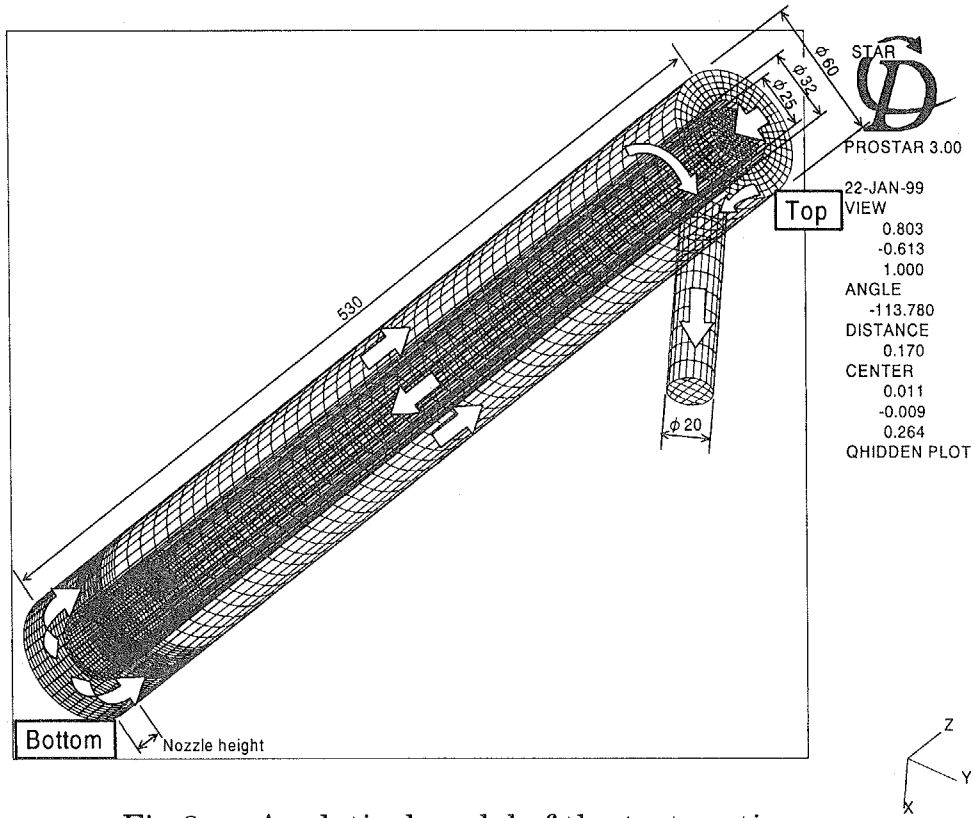 STAR
CD
PROSTAR 3.00
22-JAN-99
VIEW
0.803
-0.613
1.000
ANGLE
-113.780
DISTANCE
0.170
CENTER
0.011
-0.009
0.264
QHIDDEN PLOT
φ60
φ32
φ25
Top
530
φ20
Bottom
Nozzle height
Z
Y
X